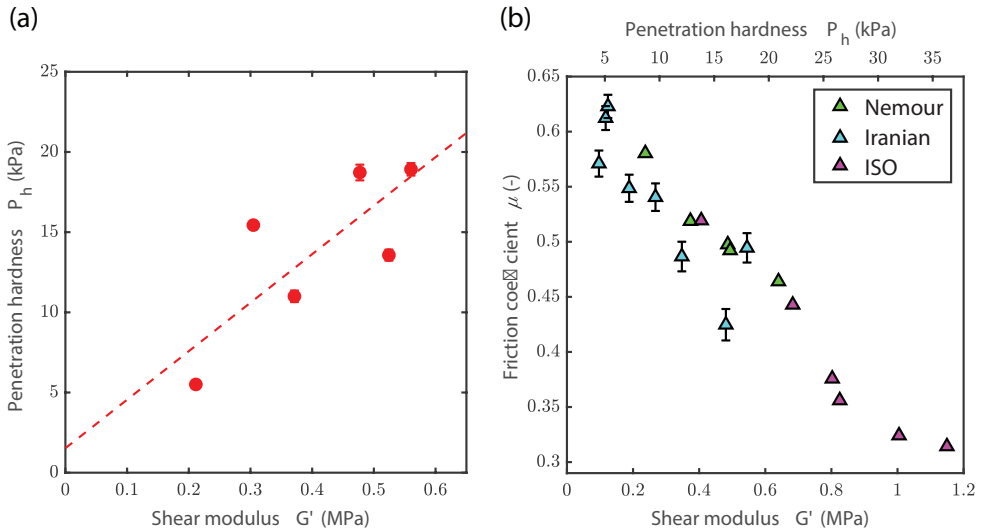 (a)
25
20
15
10
5
0
Penetration hardness P_h (kPa)
0 0.1 0.2 0.3 0.4 0.5 0.6
Shear modulus G' (MPa)
(b)
Penetration hardness P_h (kPa)
5 10 15 20 25 30 35
0.65
0.6
0.55
0.5
0.45
0.4
0.35
0.3
Friction coe☒cient μ (-)
Nemour
Iranian
ISO
0 0.2 0.4 0.6 0.8 1 1.2
Shear modulus G' (MPa)